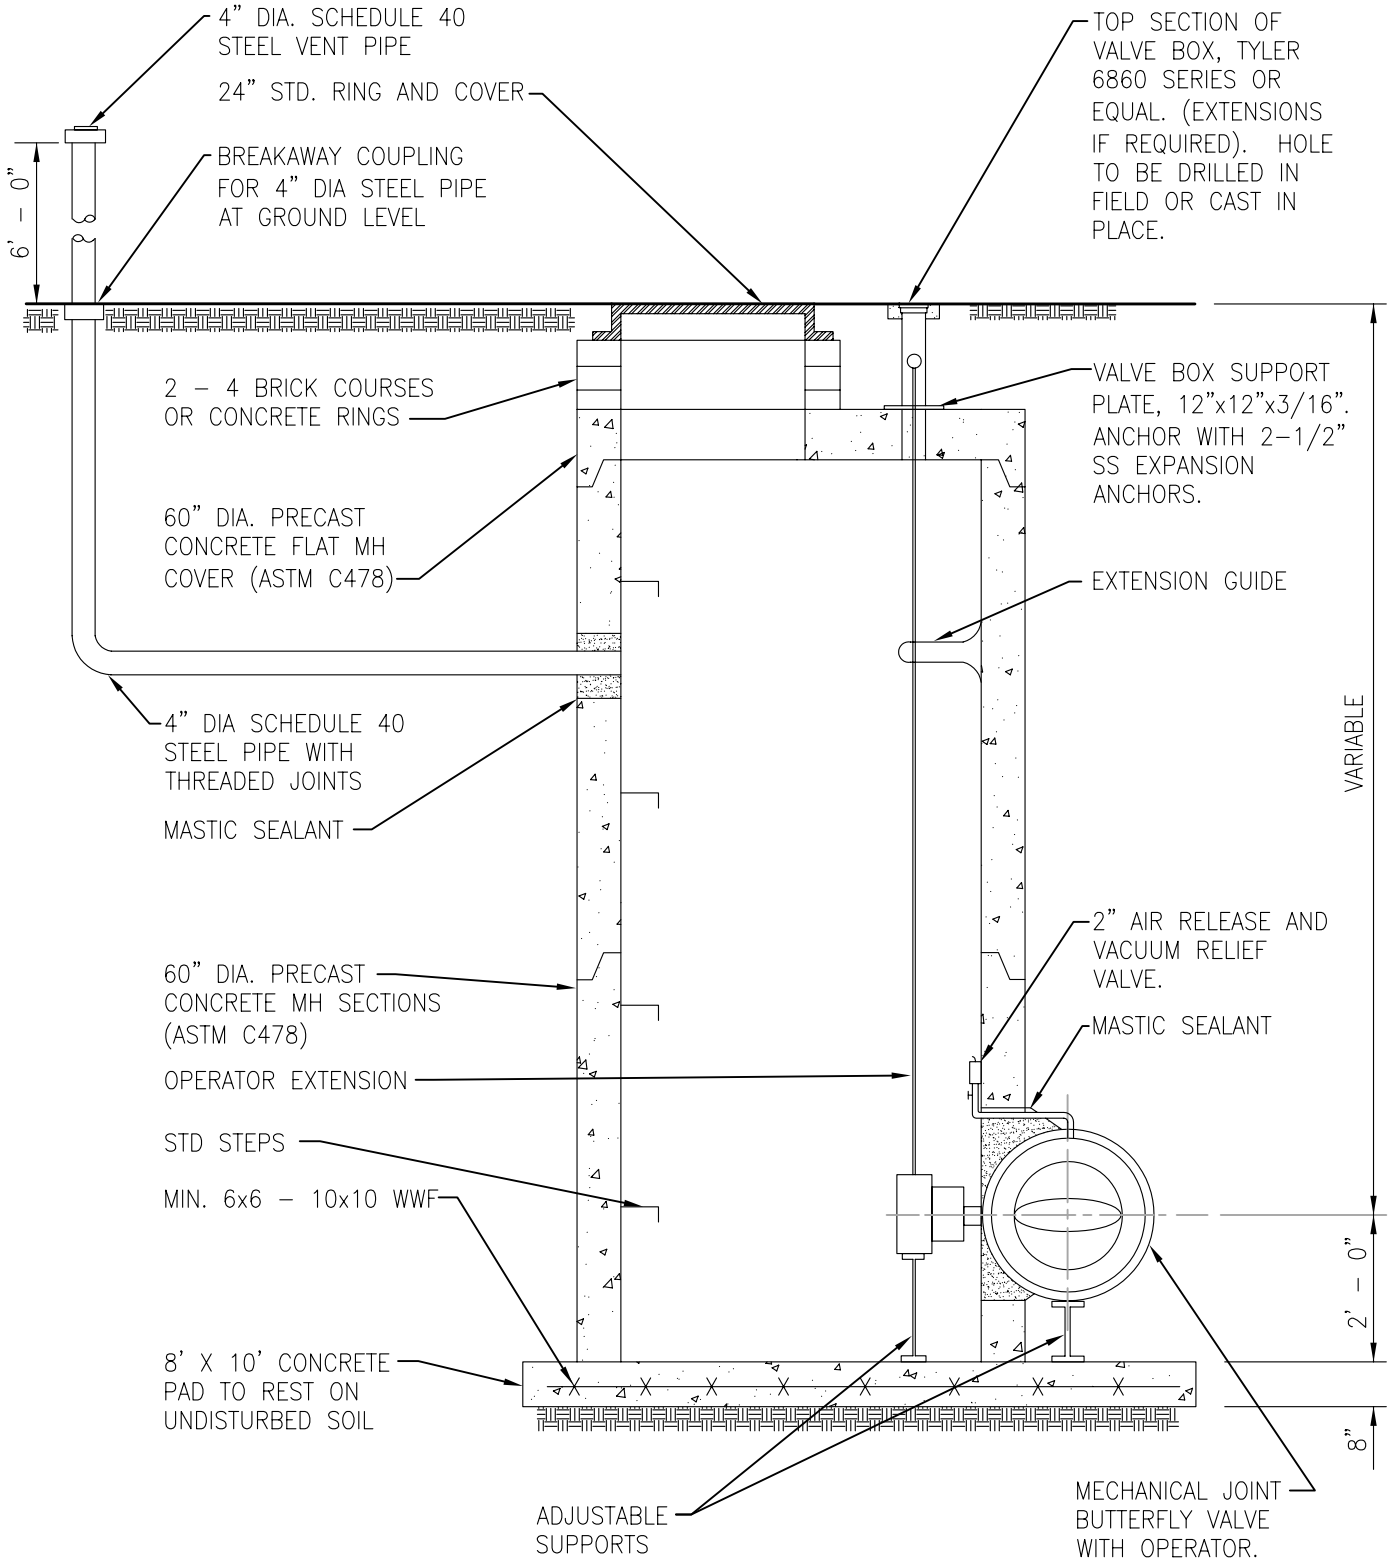 4” DIA. SCHEDULE 40
STEEL VENT PIPE
24” STD. RING AND COVER
BREAKAWAY COUPLING
FOR 4” DIA STEEL PIPE
AT GROUND LEVEL
6’ - 0”
TOP SECTION OF
VALVE BOX, TYLER
6860 SERIES OR
EQUAL. (EXTENSIONS
IF REQUIRED). HOLE
TO BE DRILLED IN
FIELD OR CAST IN
PLACE.
2 - 4 BRICK COURSES
OR CONCRETE RINGS
VALVE BOX SUPPORT
PLATE, 12”x12”x3/16”.
ANCHOR WITH 2-1/2”
SS EXPANSION
ANCHORS.
60” DIA. PRECAST
CONCRETE FLAT MH
COVER (ASTM C478)
EXTENSION GUIDE
4” DIA SCHEDULE 40
STEEL PIPE WITH
THREADED JOINTS
MASTIC SEALANT
VARIABLE
2” AIR RELEASE AND
VACUUM RELIEF
VALVE.
MASTIC SEALANT
60” DIA. PRECAST
CONCRETE MH SECTIONS
(ASTM C478)
OPERATOR EXTENSION
STD STEPS
MIN. 6x6 - 10x10 WWF
8’ X 10’ CONCRETE
PAD TO REST ON
UNDISTURBED SOIL
2’ - 0”
8”
ADJUSTABLE
SUPPORTS
MECHANICAL JOINT
BUTTERFLY VALVE
WITH OPERATOR.